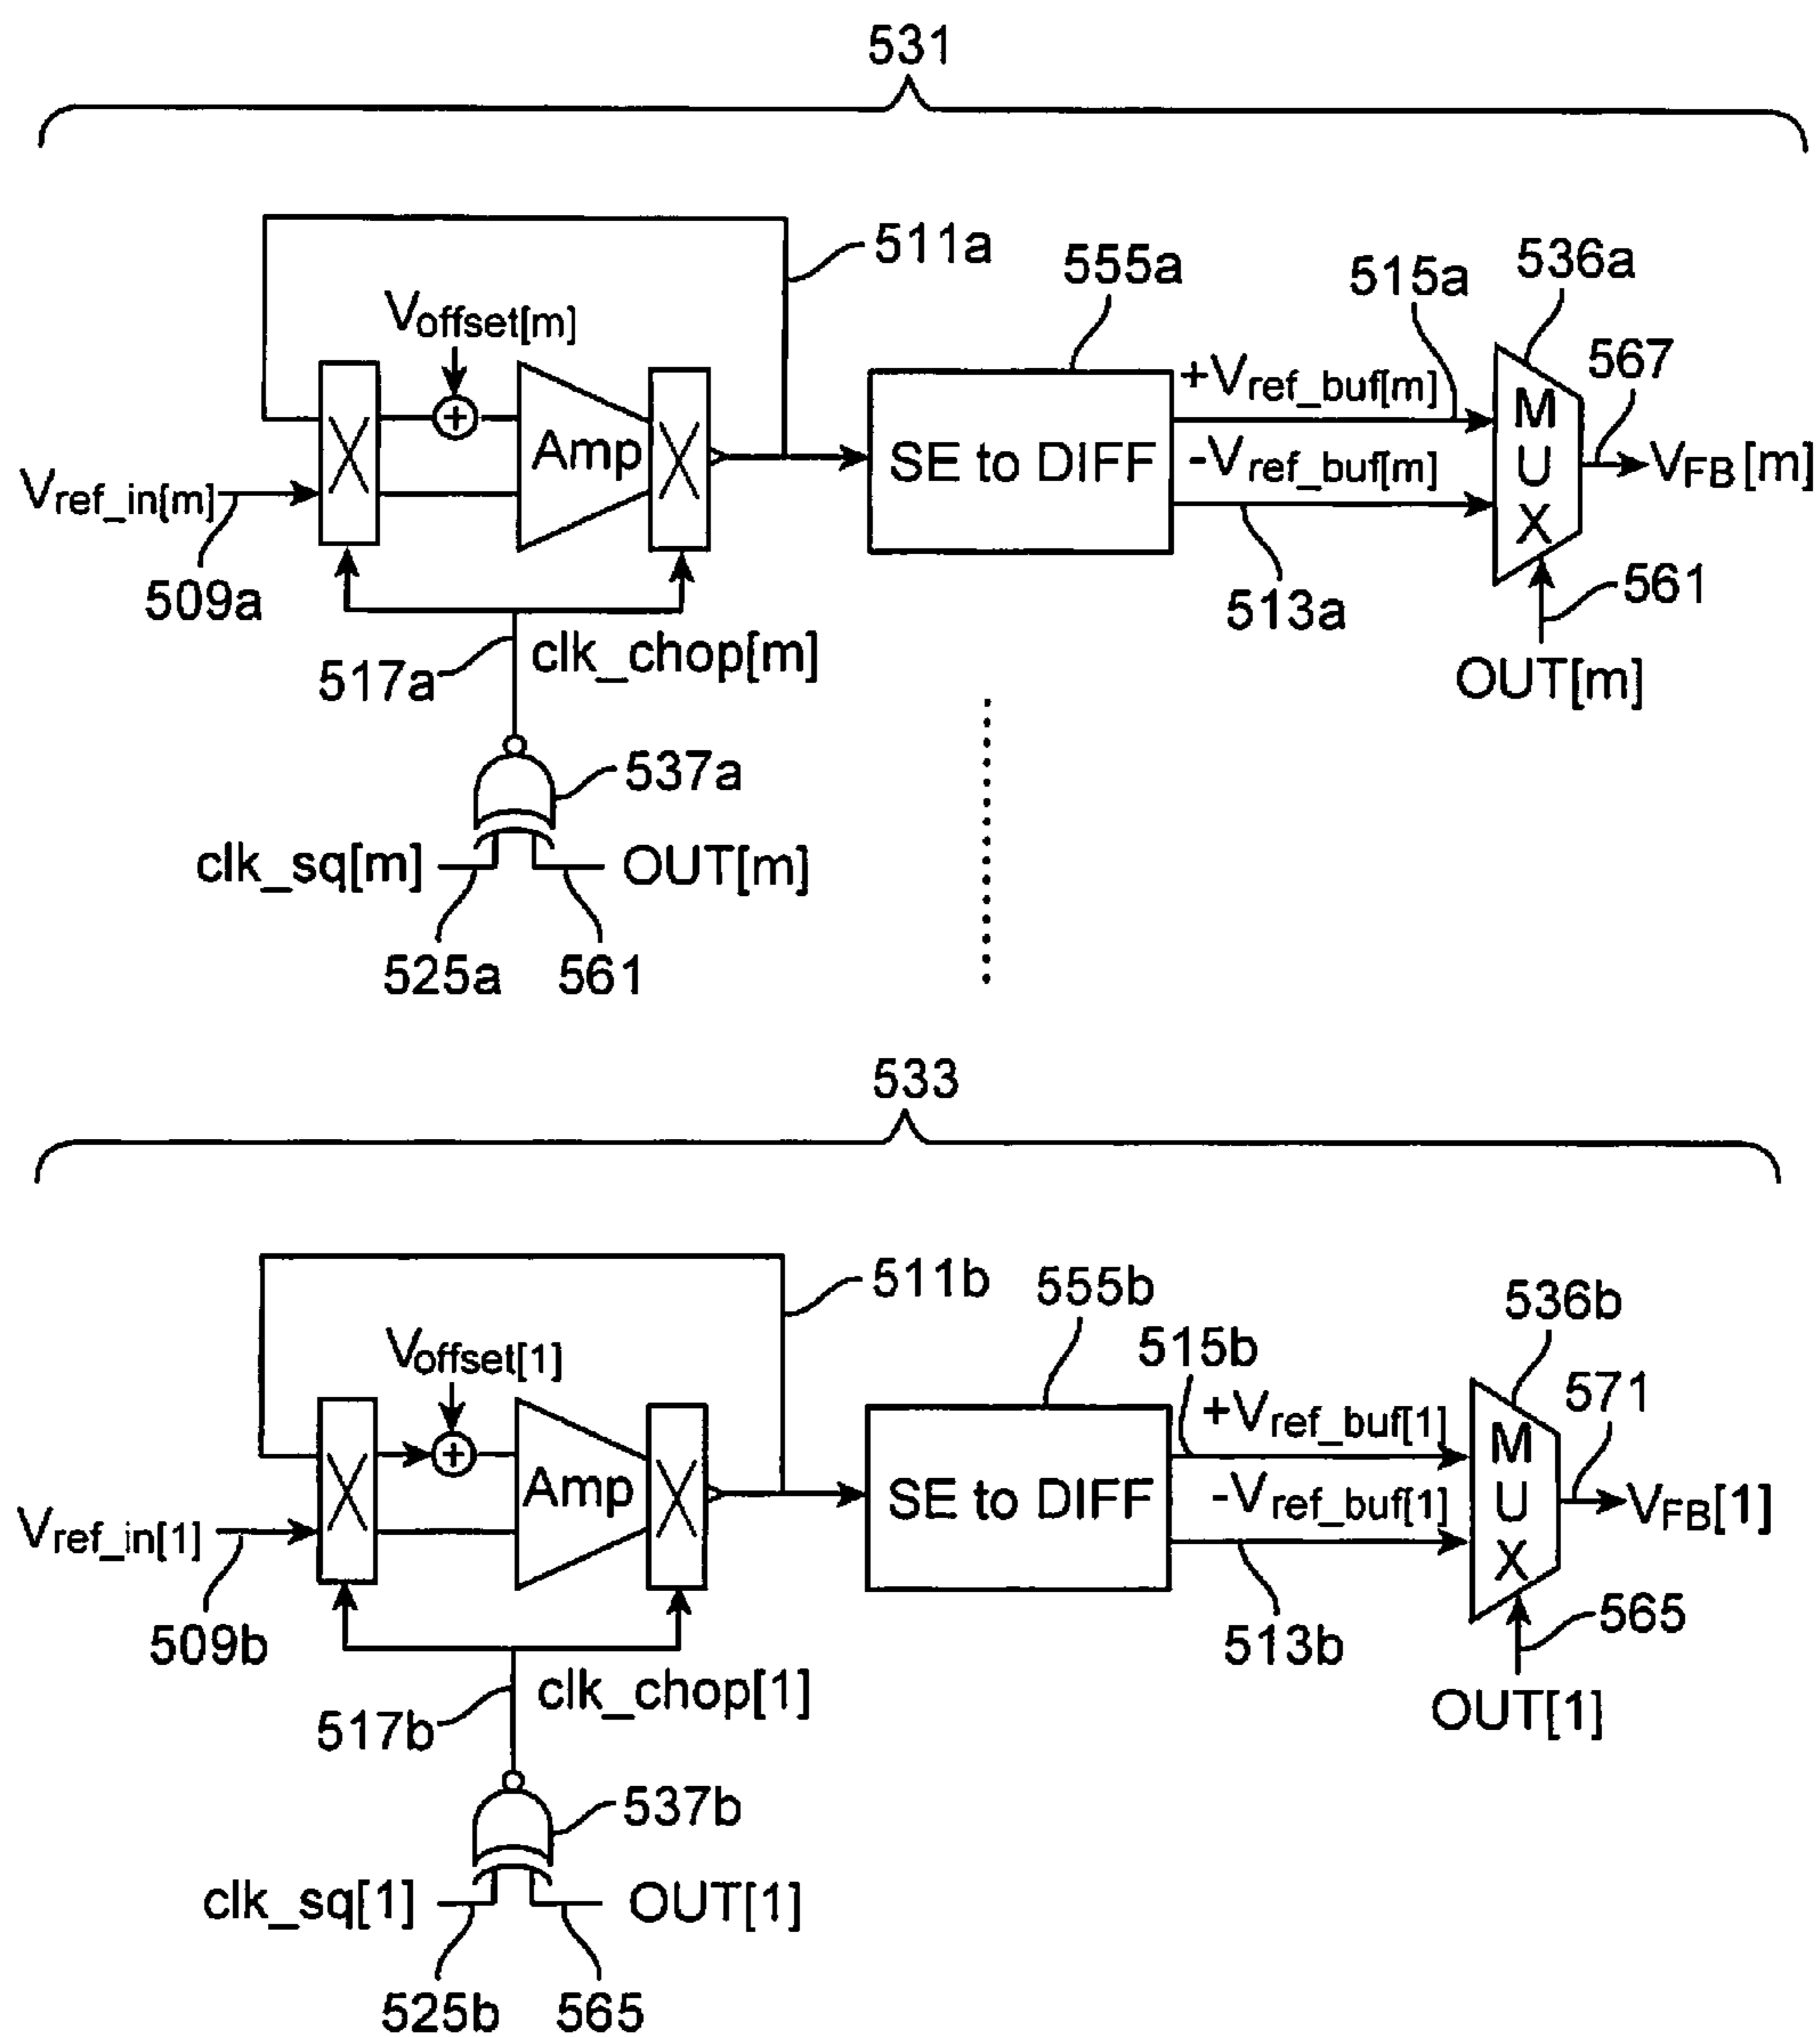 531
511a
555a
515a
536a
567
Voffset[m]
+Vref_buf[m]
-Vref_buf[m]
Amp
SE to DIFF
MUX
VFB[m]
Vref_in[m]
509a
513a
561
OUT[m]
517a
clk_chop[m]
537a
clk_sq[m]
OUT[m]
525a
561
533
511b
555b
515b
536b
571
Voffset[1]
+Vref_buf[1]
-Vref_buf[1]
Amp
SE to DIFF
MUX
VFB[1]
Vref_in[1]
509b
513b
565
OUT[1]
517b
clk_chop[1]
537b
clk_sq[1]
OUT[1]
525b
565